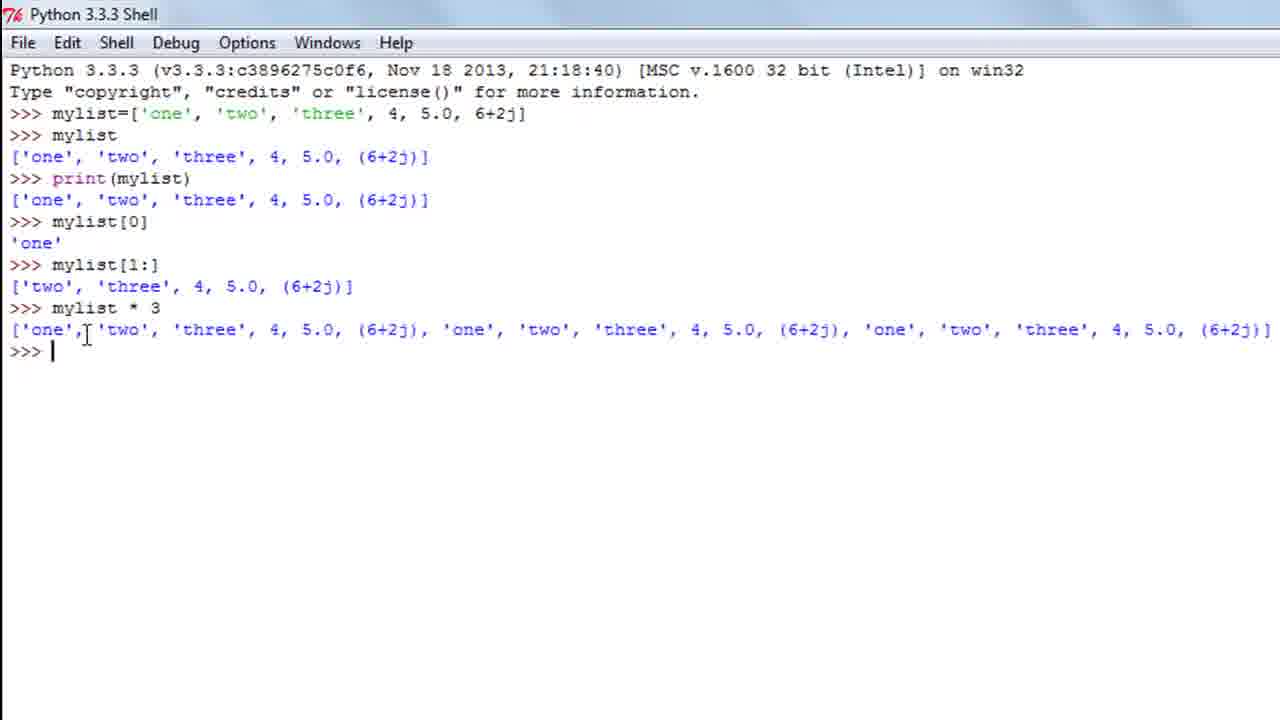 Python 3.3.3 Shell
File Edit Shell Debug Options Windows Help
Python 3.3.3 (v3.3.3:c3896275c0f6, Nov 18 2013, 21:18:40) [MSC v.1600 32 bit (Intel)] on win32
Type "copyright", "credits" or "license()" for more information.
>>> mylist=['one', 'two', 'three', 4, 5.0, 6+2j]
>>> mylist
['one', 'two', 'three', 4, 5.0, (6+2j)]
>>> print(mylist)
['one', 'two', 'three', 4, 5.0, (6+2j)]
>>> mylist[0]
'one'
>>> mylist[1:]
['two', 'three', 4, 5.0, (6+2j)]
>>> mylist * 3
['one', 'two', 'three', 4, 5.0, (6+2j), 'one', 'two', 'three', 4, 5.0, (6+2j), 'one', 'two', 'three', 4, 5.0, (6+2j)]
>>>